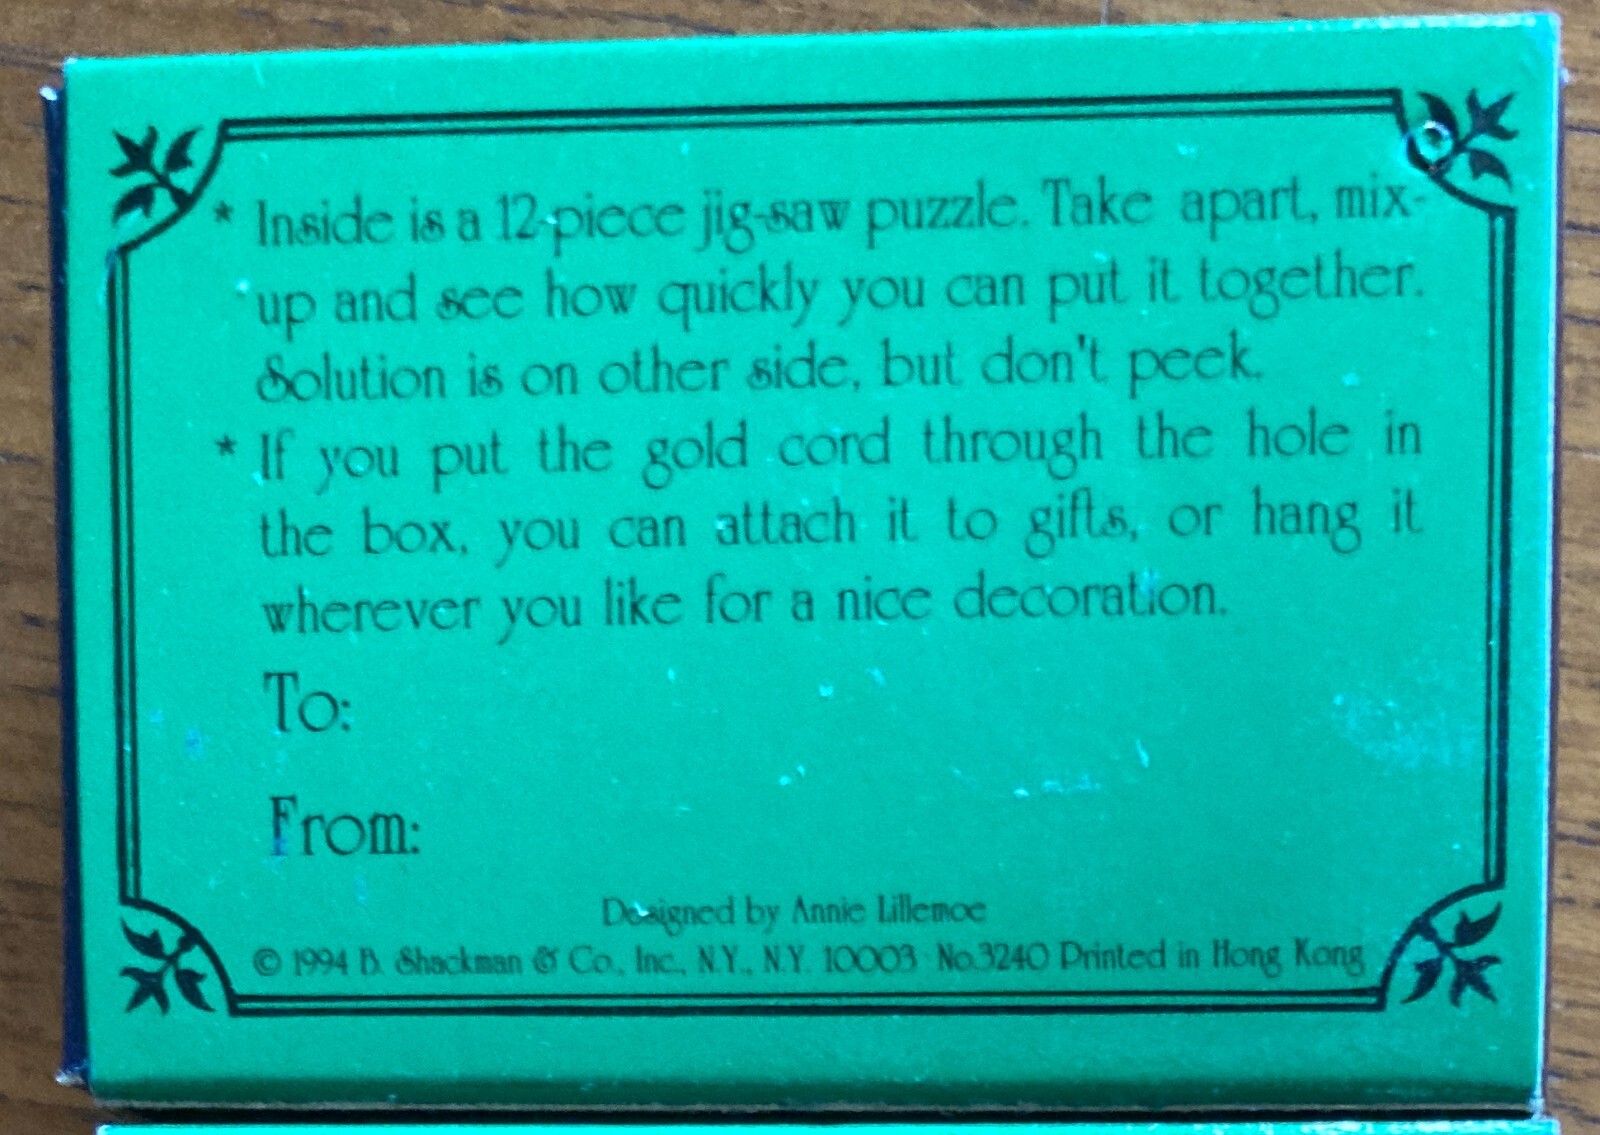 * Inside is a 12-piece jig-saw puzzle. Take apart, mix-
up and see how quickly you can put it together.
Solution is on other side, but don't peek.
* If you put the gold cord through the hole in
the box, you can attach it to gifts, or hang it
wherever you like for a nice decoration.
To:
From:
Designed by Annie Lillemoe
© 1994 B. Shackman & Co., Inc., N.Y., N.Y. 10003 No.3240 Printed in Hong Kong